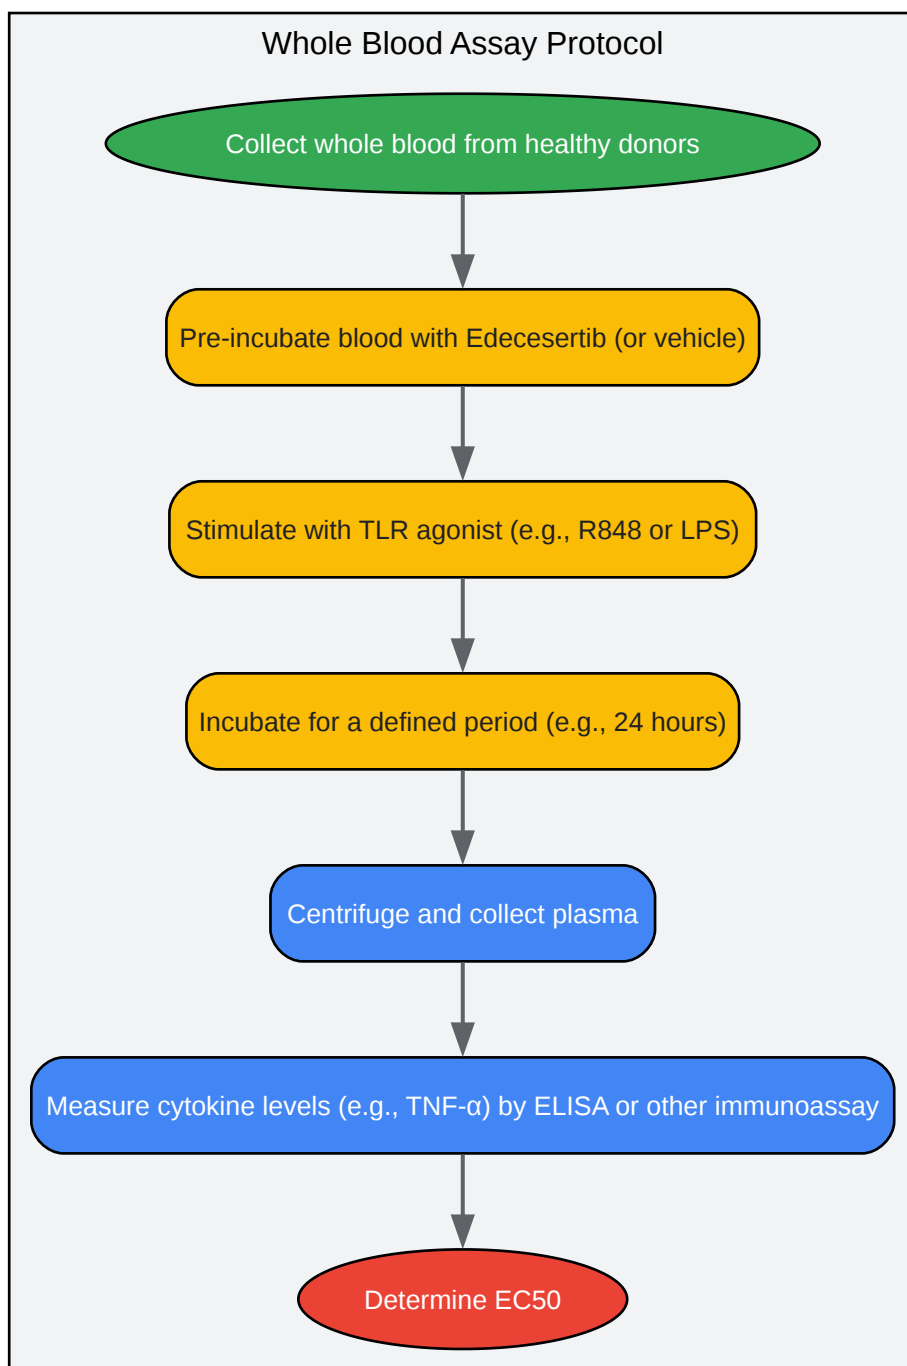 Whole Blood Assay Protocol
Collect whole blood from healthy donors
Pre-incubate blood with Edecesertib (or vehicle)
Stimulate with TLR agonist (e.g., R848 or LPS)
Incubate for a defined period (e.g., 24 hours)
Centrifuge and collect plasma
Measure cytokine levels (e.g., TNF-α) by ELISA or other immunoassay
Determine EC50